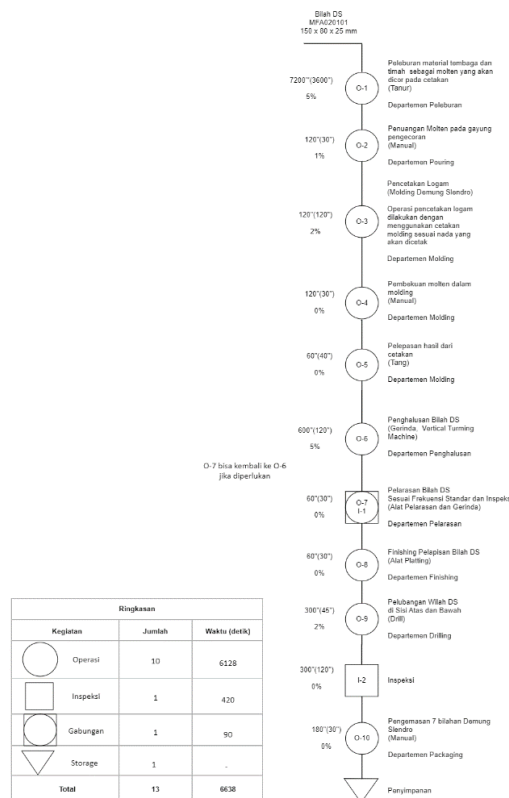 Bilah DS
MFA020101
150 x 80 x 25 mm
7200"(3600")
5%
O-1
Peleburan material tembaga dan
timah sebagai molten yang akan
dicor pada cetakan
(Tanur)
Departemen Peleburan
120"(30")
1%
O-2
Penuangan Molten pada gayung
pengecoran
(Manual)
Departemen Pouring
Pencetakan Logam
(Molding Demung Slendro)
120"(120")
2%
O-3
Operasi pencetakan logam
dilakukan dengan
menggunakan cetakan
molding sesuai nada yang
akan dicetak
Departemen Molding
120"(30")
0%
O-4
Pembekuan molten dalam
molding
(Manual)
Departemen Molding
60"(40")
0%
O-5
Pelepasan hasil dari
cetakan
(Tang)
Departemen Molding
600"(120")
5%
O-6
Penghalusan Bilah DS
(Gerinda, Vertical Turming
Machine)
Departemen Penghalusan
O-7 bisa kembali ke O-6
jika diperlukan
60"(30")
0%
O-7
I-1
Pelarasan Bilah DS
Sesuai Frekuensi Standar dan Inspeksi
(Alat Pelarasan dan Gerinda)
Departemen Pelarasan
60"(30")
0%
O-8
Finishing Pelapisan Bilah DS
(Alat Platting)
Departemen Finishing
300"(45")
2%
O-9
Pelubangan Wilah DS
di Sisi Atas dan Bawah
(Drill)
Departemen Drilling
300"(120")
0%
I-2
Inspeksi
180"(30")
0%
O-10
Pengemasan 7 bilahan Demung
Slendro
(Manual)
Departemen Packaging
Penyimpanan
Ringkasan
Kegiatan Jumlah Waktu (detik)
Operasi 10 6128
Inspeksi 1 420
Gabungan 1 90
Storage 1 -
Total 13 6638